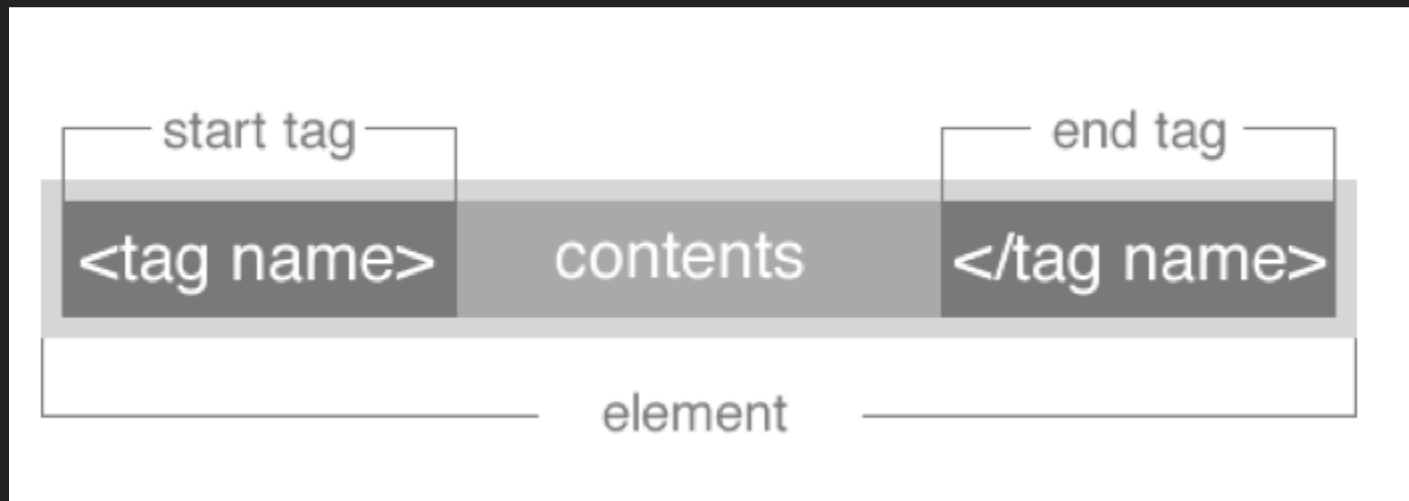 start tag end tag
<tag name> contents </tag name>
element